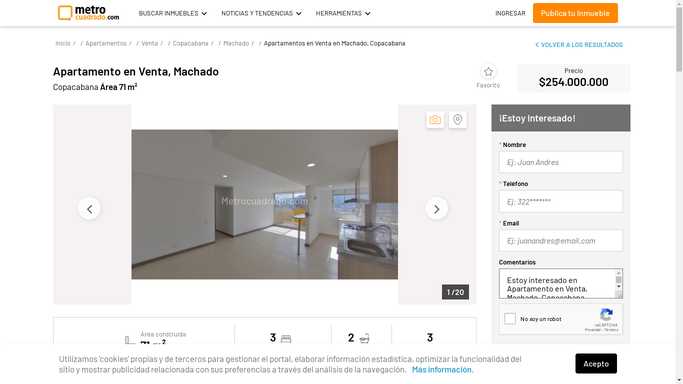 metro
cuadrado.com
BUSCAR INMUEBLES
NOTICIAS Y TENDENCIAS
HERRAMIENTAS
INGRESAR
Publica tu Inmueble
Inicio / / Apartamentos / / Venta / / Copacabana / / Machado / / Apartamentos en Venta en Machado, Copacabana
VOLVER A LOS RESULTADOS
Apartamento en Venta, Machado
Copacabana Área 71 m²
Favorito
Precio
$254.000.000
Metrocuadrado.com
1 / 20
¡Estoy Interesado!
* Nombre
Ej: Juan Andres
* Teléfono
Ej: 322*******
* Email
Ej: juanandres@email.com
Comentarios
Estoy interesado en
Apartamento en Venta,
Machado, Copacabana
No soy un robot
reCAPTCHA
Privacidad - Términos
Área construida
71 m²
3
2
3
Utilizamos 'cookies' propias y de terceros para gestionar el portal, elaborar información estadística, optimizar la funcionalidad del
sitio y mostrar publicidad relacionada con sus preferencias a través del análisis de la navegación. Más información.
Acepto